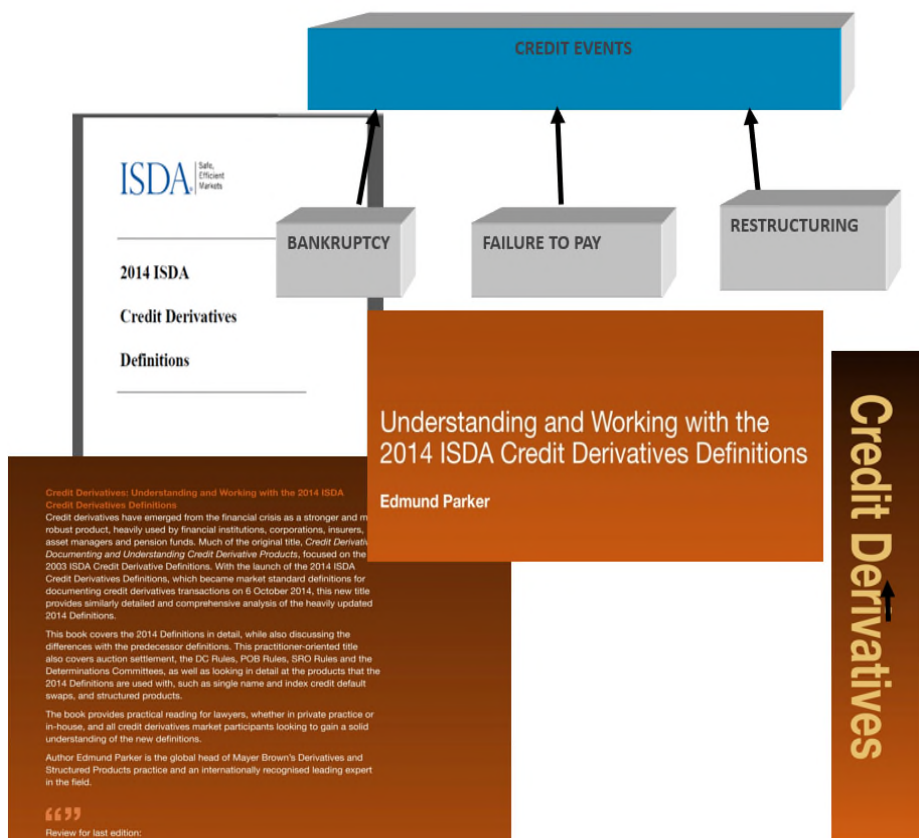 CREDIT EVENTS
BANKRUPTCY
FAILURE TO PAY
RESTRUCTURING
ISDA®
Safe,
Efficient
Markets
2014 ISDA
Credit Derivatives
Definitions
Understanding and Working with the
2014 ISDA Credit Derivatives Definitions
Edmund Parker
Credit Derivatives
Credit Derivatives: Understanding and Working with the 2014 ISDA
Credit Derivatives Definitions
Credit derivatives have emerged from the financial crisis as a stronger and
robust product, heavily used by financial institutions, corporations, insurers,
asset managers and pension funds. Much of the original title, Credit
Documenting and Understanding Credit Derivative Products, focused on the
2003 ISDA Credit Derivative Definitions. With the launch of the 2014 ISDA
Credit Derivatives Definitions, which became market standard definitions for
documenting credit derivatives transactions on 6 October 2014, this new title
provides similarly detailed and comprehensive analysis of the heavily updated
2014 Definitions.
This book covers the 2014 Definitions in detail, while also discussing the
differences with the predecessor definitions. This practitioner-oriented title
also covers auction settlement, the DC Rules, POB Rules, SRO Rules and the
Determinations Committees, as well as looking in detail at the products that the
2014 Definitions are used with, such as single name and index credit default
swaps, and structured products.
The book provides practical reading for lawyers, whether in private practice or
in-house, and all credit derivatives market participants looking to gain a solid
understanding of the new definitions.
Author Edmund Parker is the global head of Mayer Brown's Derivatives and
Structured Products practice and an internationally recognised leading expert
in the field.
“”
Review for last edition: